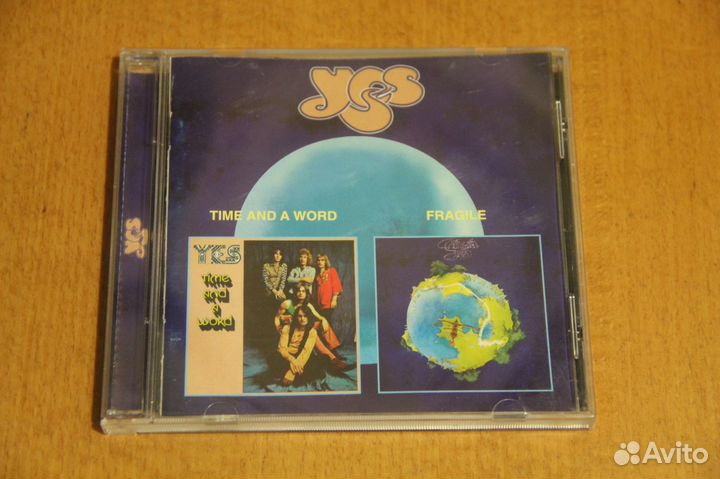 yes
yes
TIME AND A WORD
FRAGILE
YES
Time
and
a
word
Avito